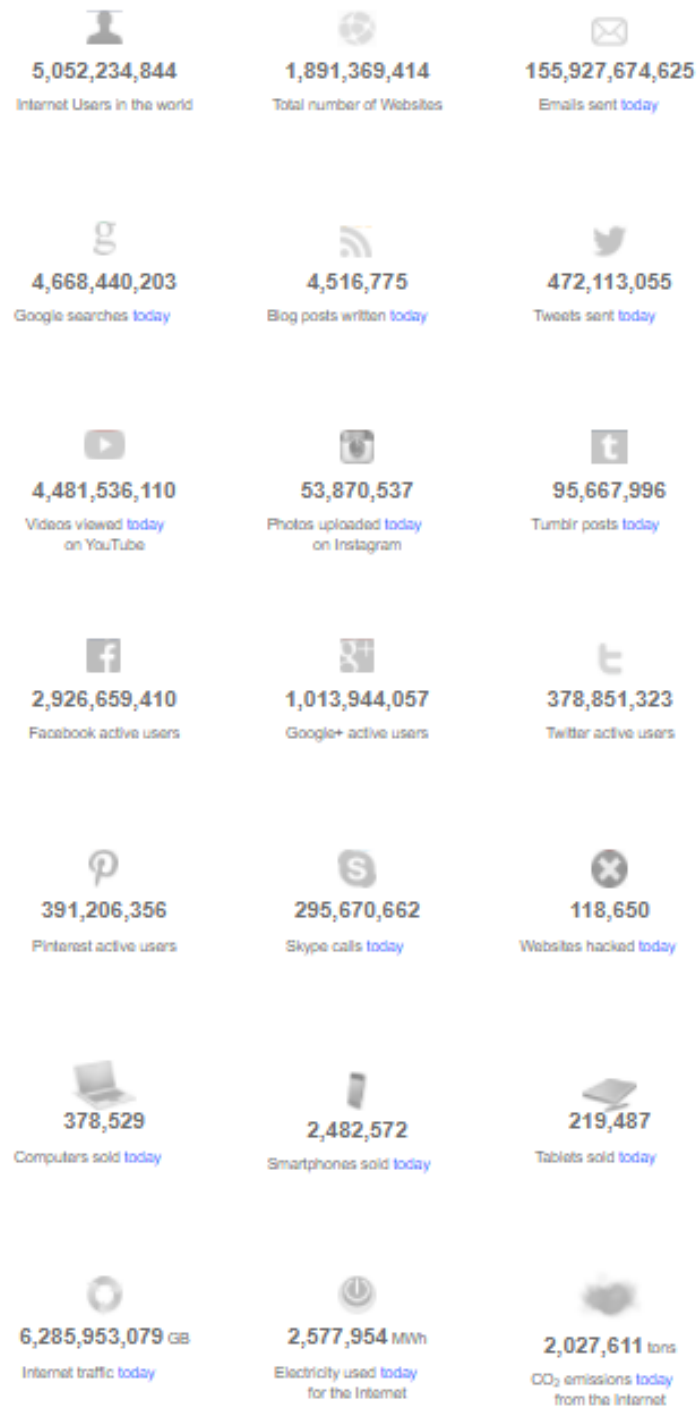 5,052,234,844
Internet Users in the world
1,891,369,414
Total number of Websites
155,927,674,625
Emails sent today
g
4,668,440,203
Google searches today
4,516,775
Blog posts written today
472,113,055
Tweets sent today
4,481,536,110
Videos viewed today
on YouTube
53,870,537
Photos uploaded today
on Instagram
t
95,667,996
Tumblr posts today
f
2,926,659,410
Facebook active users
g+
1,013,944,057
Google+ active users
t
378,851,323
Twitter active users
391,206,356
Pinterest active users
S
295,670,662
Skype calls today
118,650
Websites hacked today
378,529
Computers sold today
2,482,572
Smartphones sold today
219,487
Tablets sold today
6,285,953,079 GB
Internet traffic today
2,577,954 MWh
Electricity used today
for the Internet
2,027,611 tons
CO₂ emissions today
from the Internet